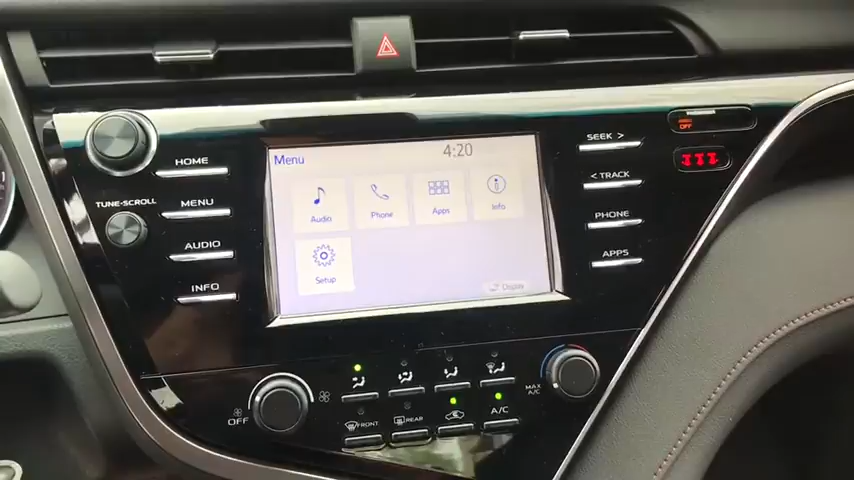 HOME
TUNE•SCROLL
MENU
AUDIO
INFO
Menu
4:20
Audio
Phone
Apps
Info
Setup
Display
SEEK >
< TRACK
PHONE
APPS
OFF
OFF
FRONT
REAR
A/C
MAX
A/C